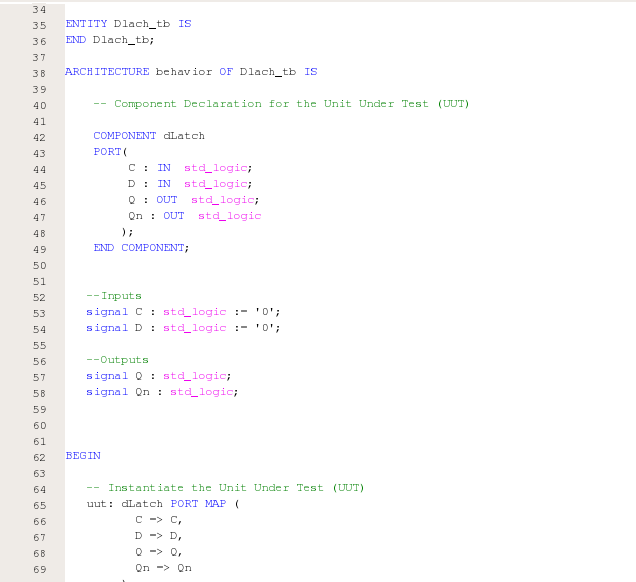 34
35 ENTITY Dlach_tb IS
36 END Dlach_tb;
37
38 ARCHITECTURE behavior OF Dlach_tb IS
39
40 -- Component Declaration for the Unit Under Test (UUT)
41
42 COMPONENT dLatch
43 PORT(
44 C : IN std_logic;
45 D : IN std_logic;
46 Q : OUT std_logic;
47 Qn : OUT std_logic
48 );
49 END COMPONENT;
50
51
52 --Inputs
53 signal C : std_logic := '0';
54 signal D : std_logic := '0';
55
56 --Outputs
57 signal Q : std_logic;
58 signal Qn : std_logic;
59
60
61
62 BEGIN
63
64 -- Instantiate the Unit Under Test (UUT)
65 uut: dLatch PORT MAP (
66 C => C,
67 D => D,
68 Q => Q,
69 Qn => Qn